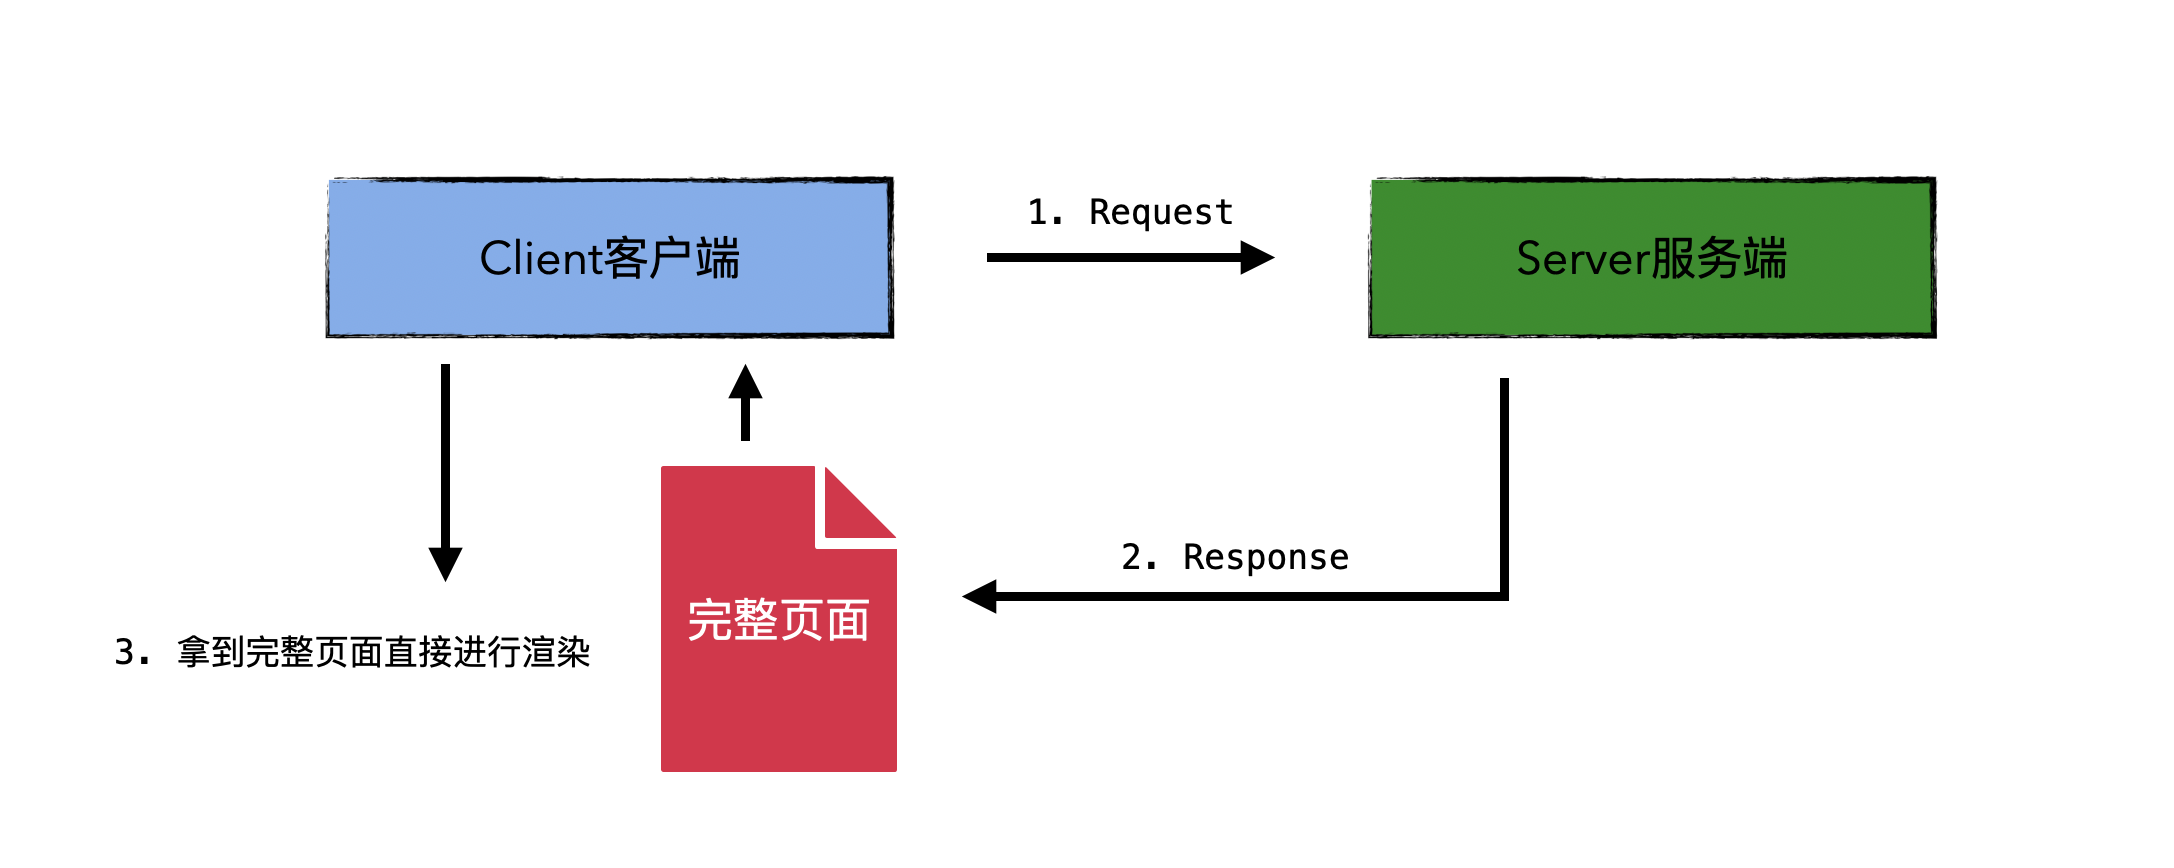 Client客户端
1. Request
Server服务端
2. Response
完整页面
3. 拿到完整页面直接进行渲染